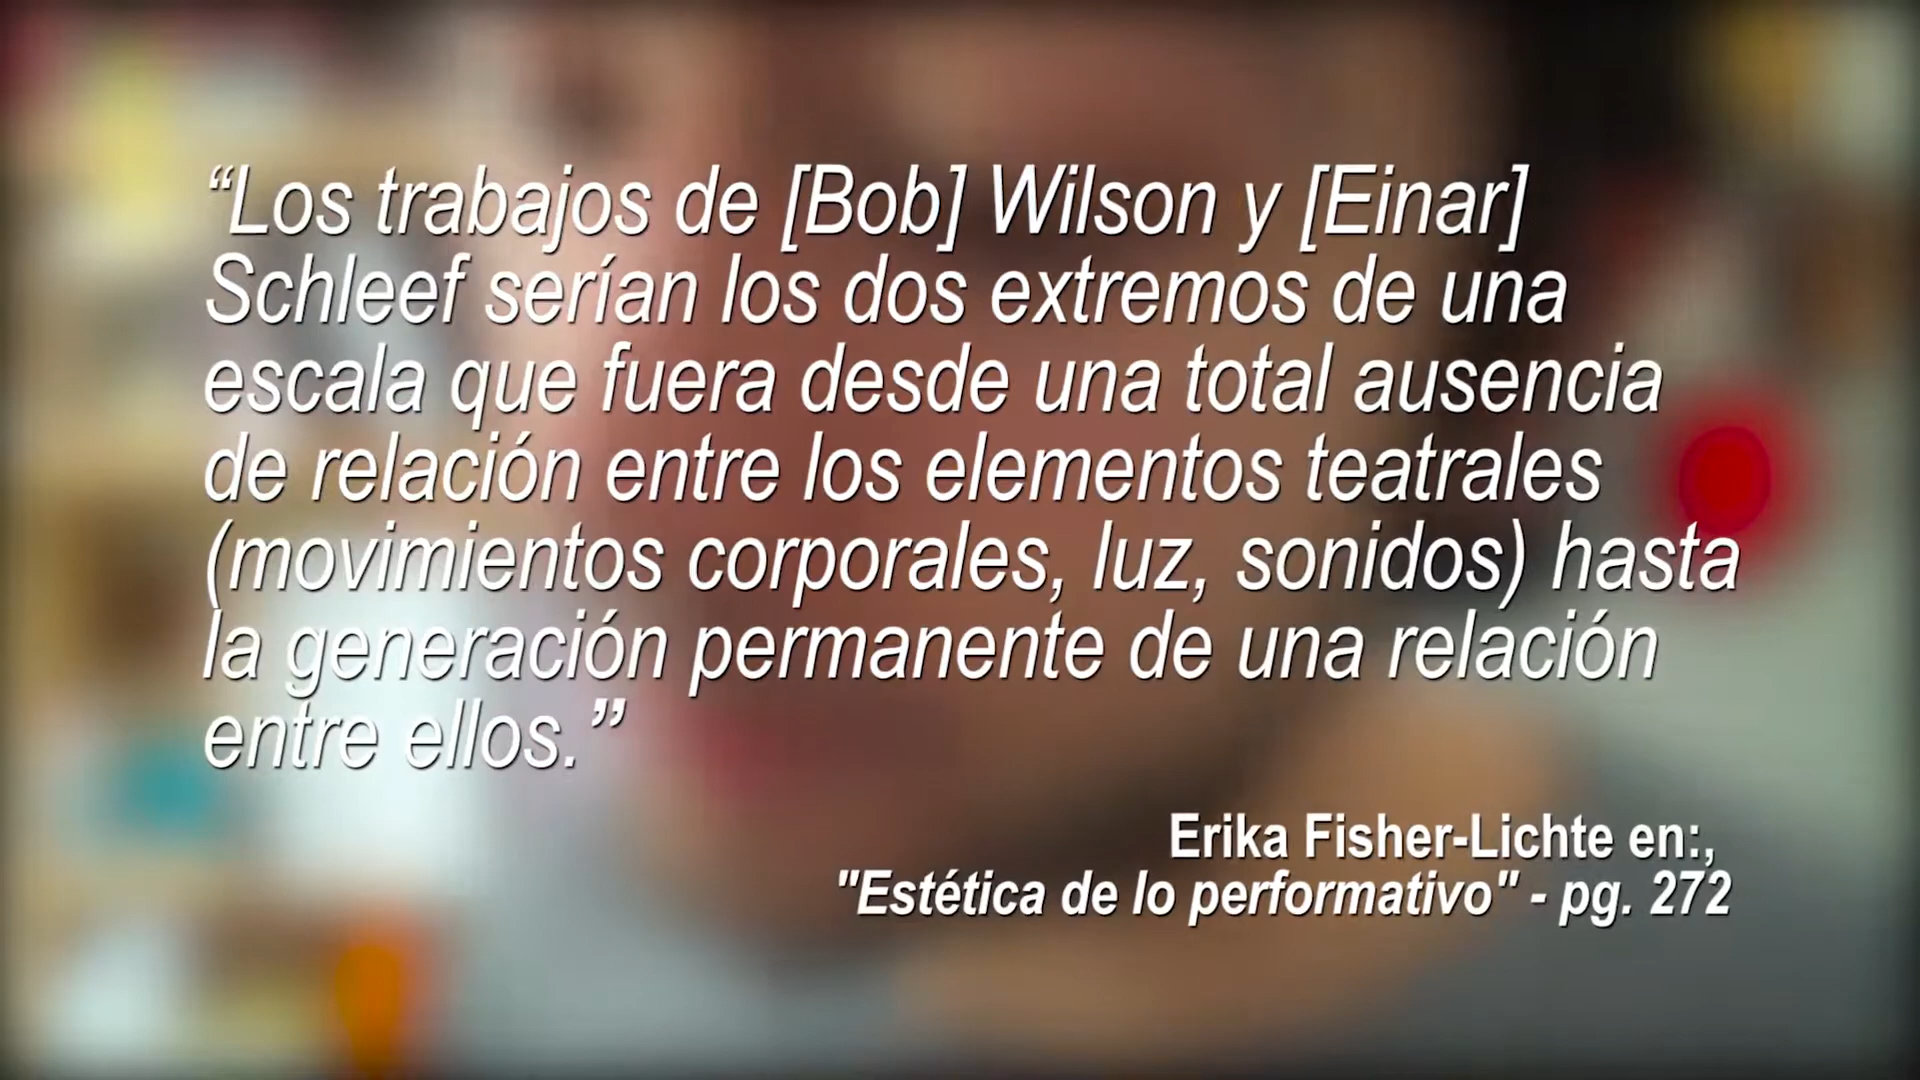 “Los trabajos de [Bob] Wilson y [Einar]
Schleef serían los dos extremos de una
escala que fuera desde una total ausencia
de relación entre los elementos teatrales
(movimientos corporales, luz, sonidos) hasta
la generación permanente de una relación
entre ellos.”
Erika Fisher-Lichte en:,
"Estética de lo performativo" - pg. 272